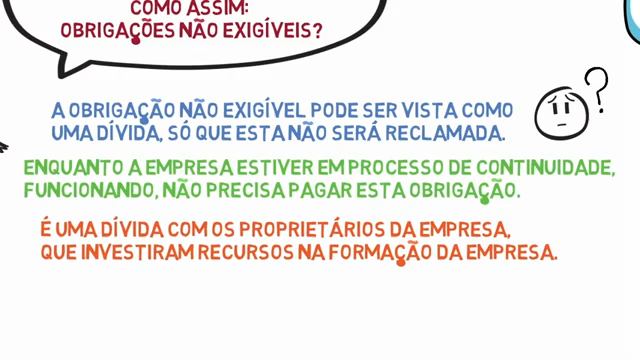 COMO ASSIM:
OBRIGAÇÕES NÃO EXIGÍVEIS?
?
A OBRIGAÇÃO NÃO EXIGÍVEL PODE SER VISTA COMO
UMA DÍVIDA, SÓ QUE ESTA NÃO SERÁ RECLAMADA.
ENQUANTO A EMPRESA ESTIVER EM PROCESSO DE CONTINUIDADE,
FUNCIONANDO, NÃO PRECISA PAGAR ESTA OBRIGAÇÃO.
É UMA DÍVIDA COM OS PROPRIETÁRIOS DA EMPRESA,
QUE INVESTIRAM RECURSOS NA FORMAÇÃO DA EMPRESA.